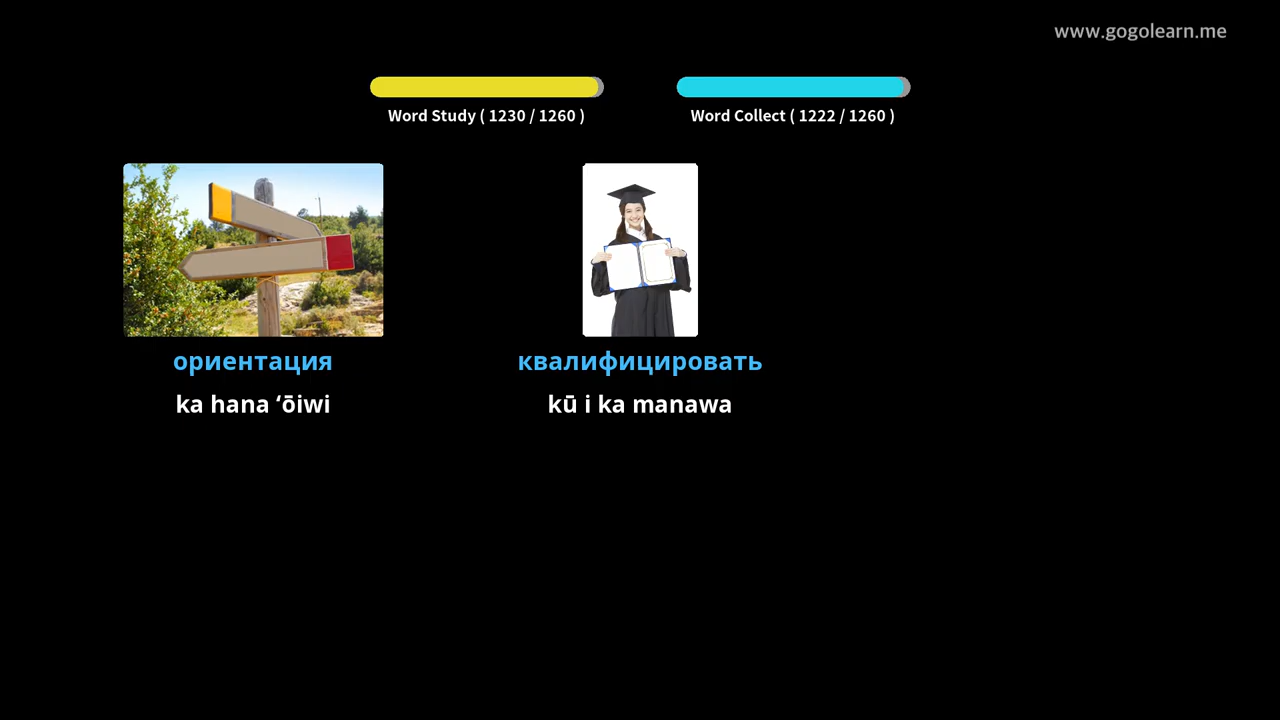 www.gogolearn.me
Word Study ( 1230 / 1260 )
Word Collect ( 1222 / 1260 )
ориентация
ka hana ʻōiwi
квалифицировать
kū i ka manawa